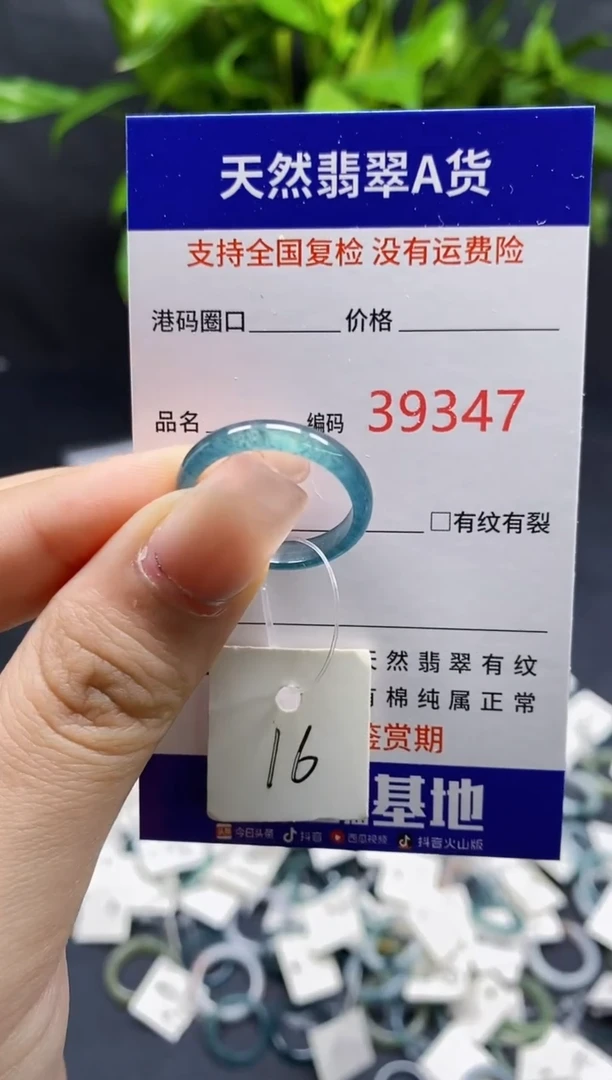 天然翡翠A货
支持全国复检 没有运费险
港码圈口 价格
品名 编码 39347
□有纹有裂
然翡翠有纹
棉纯属正常
鉴赏期
16
基地
今日头条 抖音 西瓜视频 抖音火山版